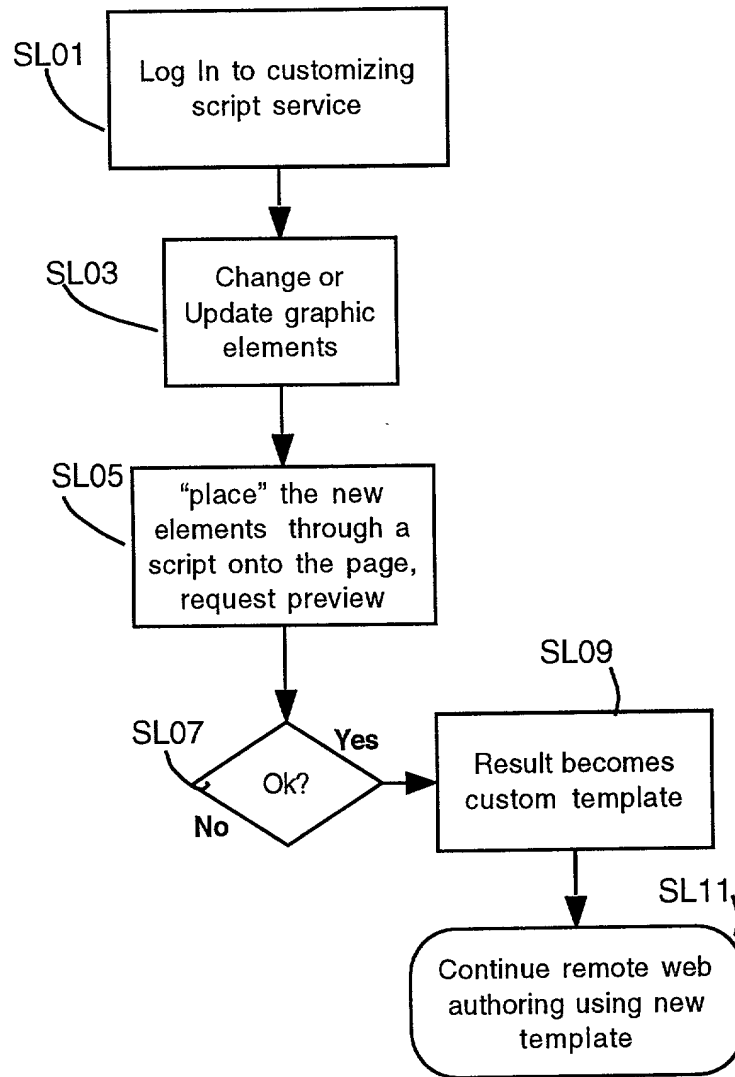 SL01
Log In to customizing
script service
SL03
Change or
Update graphic
elements
SL05
“place” the new
elements through a
script onto the page,
request preview
SL07
Ok?
Yes
No
SL09
Result becomes
custom template
SL11
Continue remote web
authoring using new
template